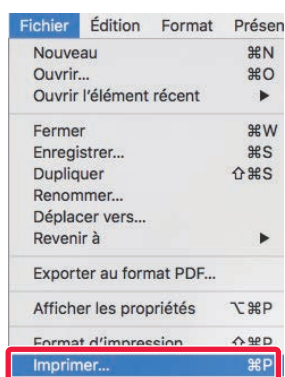 Fichier Édition Format Présen
Nouveau ⌘N
Ouvrir... ⌘O
Ouvrir l'élément récent ▶
Fermer ⌘W
Enregistrer... ⌘S
Dupliquer ⇧⌘S
Renommer...
Déplacer vers...
Revenir à ▶
Exporter au format PDF...
Afficher les propriétés ⌥⌘P
Format d'impression ⇧⌘P
Imprimer... ⌘P